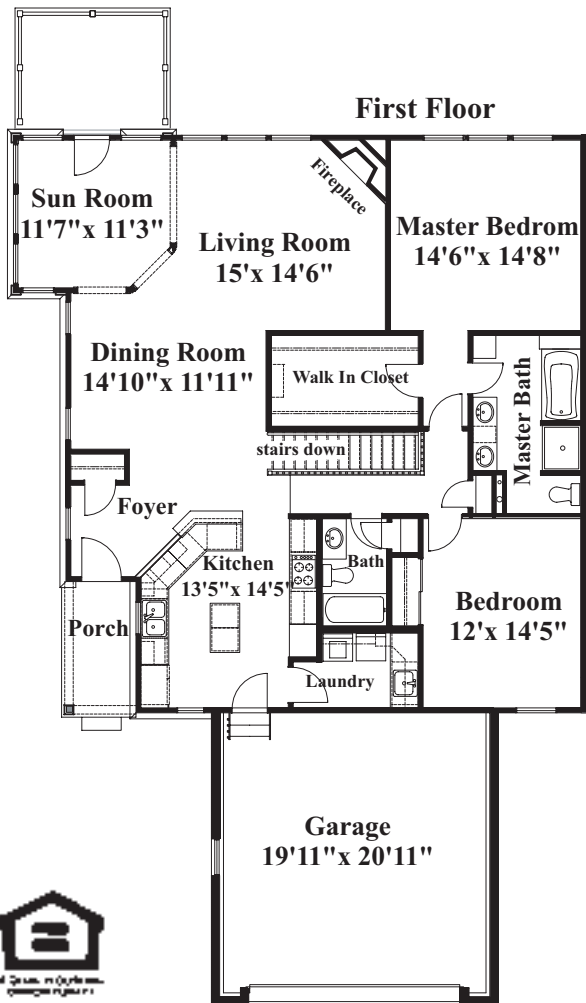 First Floor
Fireplace
Sun Room
11'7"x 11'3"
Living Room
15'x 14'6"
Master Bedrom
14'6"x 14'8"
Dining Room
14'10"x 11'11"
Walk In Closet
Master Bath
stairs down
Foyer
Kitchen
13'5"x 14'5"
Bath
Bedroom
12'x 14'5"
Porch
Laundry
Garage
19'11"x 20'11"